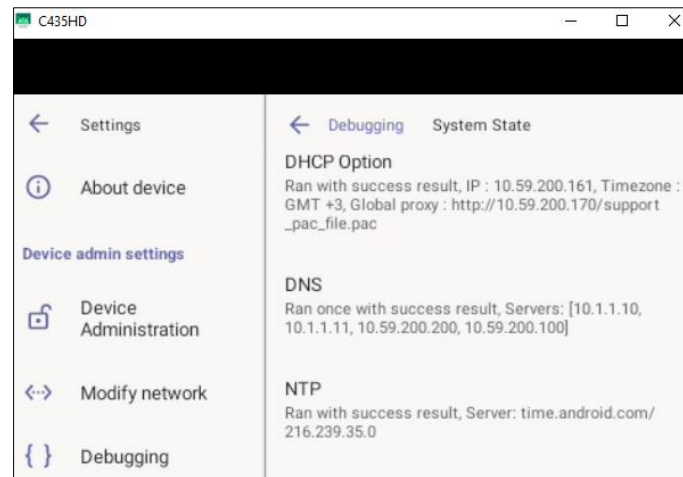 C435HD
Settings
About device
Device admin settings
Device
Administration
Modify network
Debugging
Debugging System State
DHCP Option
Ran with success result, IP : 10.59.200.161, Timezone :
GMT +3, Global proxy : http://10.59.200.170/support
_pac_file.pac
DNS
Ran once with success result, Servers: [10.1.1.10,
10.1.1.11, 10.59.200.200, 10.59.200.100]
NTP
Ran with success result, Server: time.android.com/
216.239.35.0